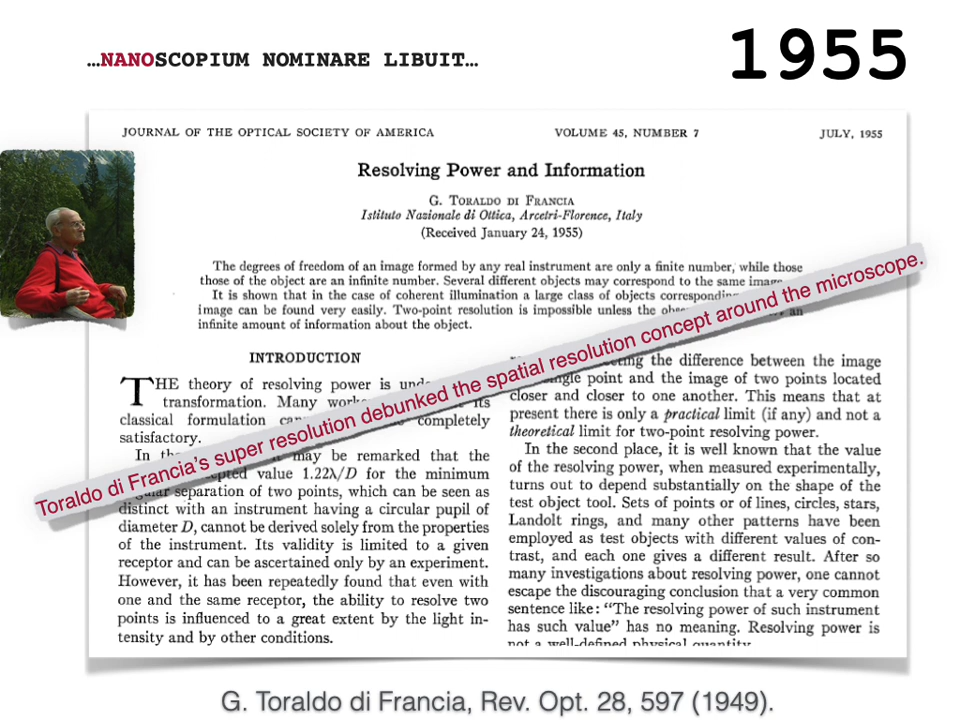 …NANOSCOPIUM NOMINARE LIBUIT…
1955
JOURNAL OF THE OPTICAL SOCIETY OF AMERICA VOLUME 45, NUMBER 7 JULY, 1955
Resolving Power and Information
G. TORALDO DI FRANCIA
Istituto Nazionale di Ottica, Arcetri-Florence, Italy
(Received January 24, 1955)
The degrees of freedom of an image formed by any real instrument are only a finite number, while those
those of the object are an infinite number. Several different objects may correspond to the same
It is shown that in the case of coherent illumination a large class of objects
image can be found very easily. Two-point resolution is impossible unless the an
infinite amount of information about the object.
Toraldo di Francia's super resolution debunked the spatial resolution concept around the microscope.
INTRODUCTION
THE theory of resolving power is
transformation. Many its
classical formulation completely
satisfactory.
In may be remarked that the
value 1.22λ/D for the minimum
separation of two points, which can be seen as
distinct with an instrument having a circular pupil of
diameter D, cannot be derived solely from the properties
of the instrument. Its validity is limited to a given
receptor and can be ascertained only by an experiment.
However, it has been repeatedly found that even with
one and the same receptor, the ability to resolve two
points is influenced to a great extent by the light in-
tensity and by other conditions.
the difference between the image
single point and the image of two points located
closer and closer to one another. This means that at
present there is only a practical limit (if any) and not a
theoretical limit for two-point resolving power.
In the second place, it is well known that the value
of the resolving power, when measured experimentally,
turns out to depend substantially on the shape of the
test object tool. Sets of points or of lines, circles, stars,
Landolt rings, and many other patterns have been
employed as test objects with different values of con-
trast, and each one gives a different result. After so
many investigations about resolving power, one cannot
escape the discouraging conclusion that a very common
sentence like: “The resolving power of such instrument
has such value” has no meaning. Resolving power is
not a well-defined physical quantity.
G. Toraldo di Francia, Rev. Opt. 28, 597 (1949).